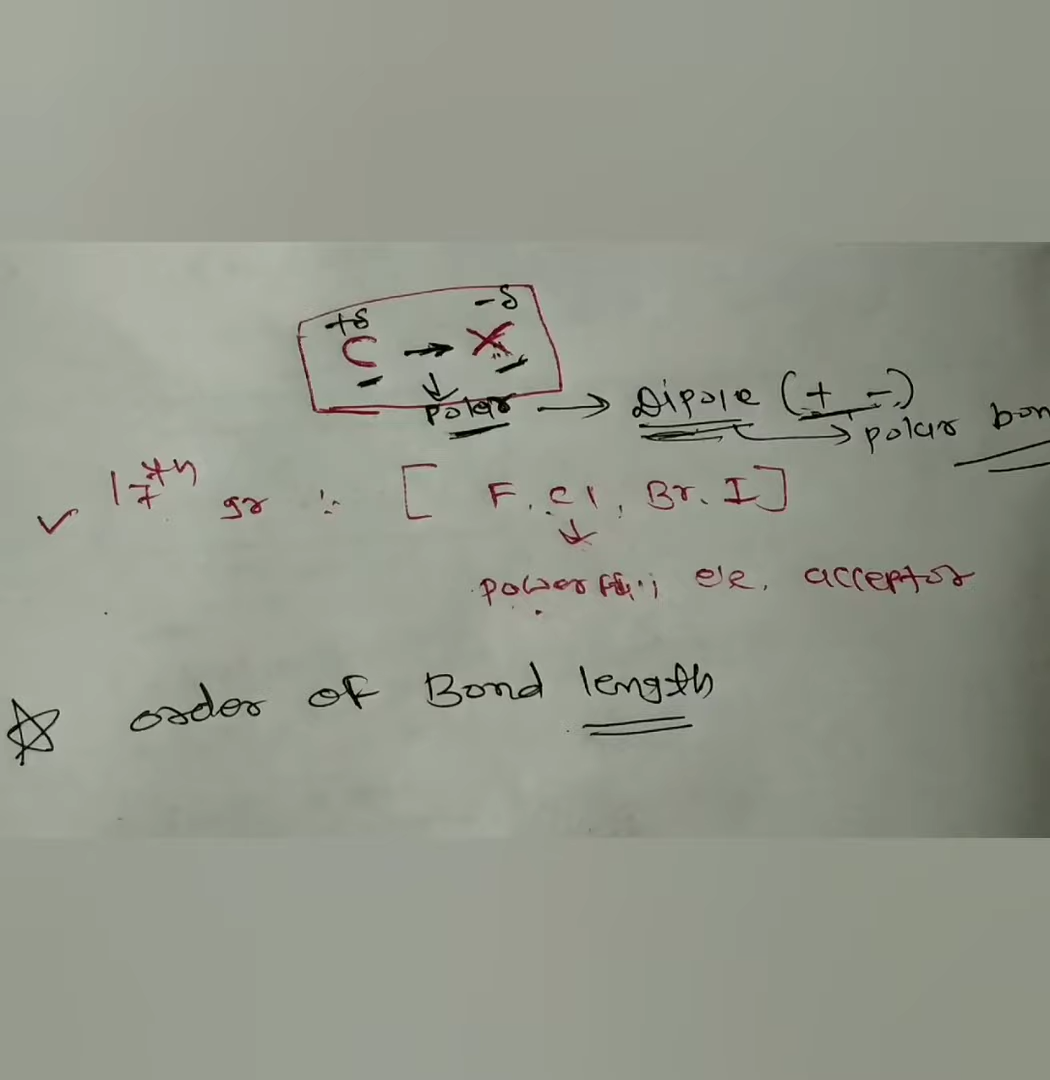 +δ -δ
C → X
↓
polar → Dipole (+ -)
→ polar bon
✓ 17th gr ∴ [ F, Cl, Br. I ]
↓
powerful; ele. acceptor
☆ order of Bond length